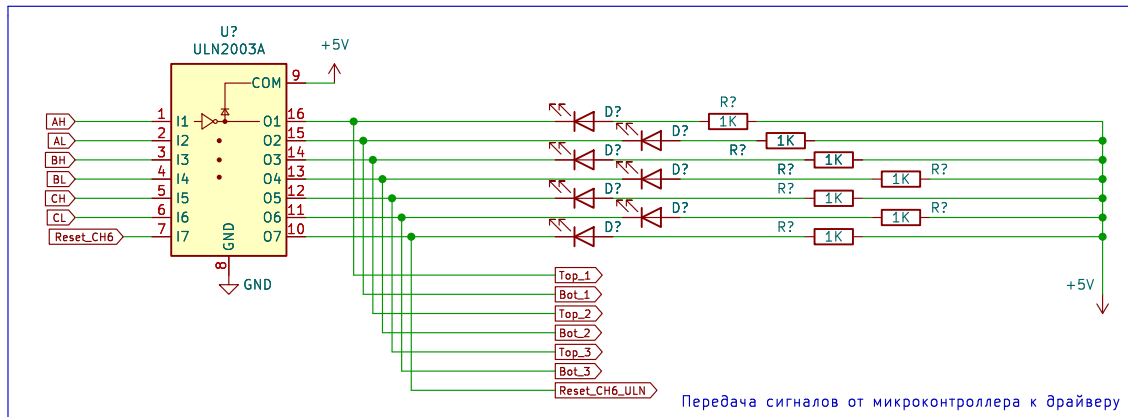 U?
ULN2003A
+5V
COM 9
AH 1 I1 O1 16 D? R? 1K
AL 2 I2 O2 15 D? R? 1K
BH 3 I3 O3 14 D? R? 1K
BL 4 I4 O4 13 D? R? 1K
CH 5 I5 O5 12 D? R? 1K
CL 6 I6 O6 11 D? R? 1K
Reset_CH6 7 I7 O7 10 D? R? 1K
GND
8
GND
+5V
Top_1
Bot_1
Top_2
Bot_2
Top_3
Bot_3
Reset_CH6_ULN
Передача сигналов от микроконтроллера к драйверу